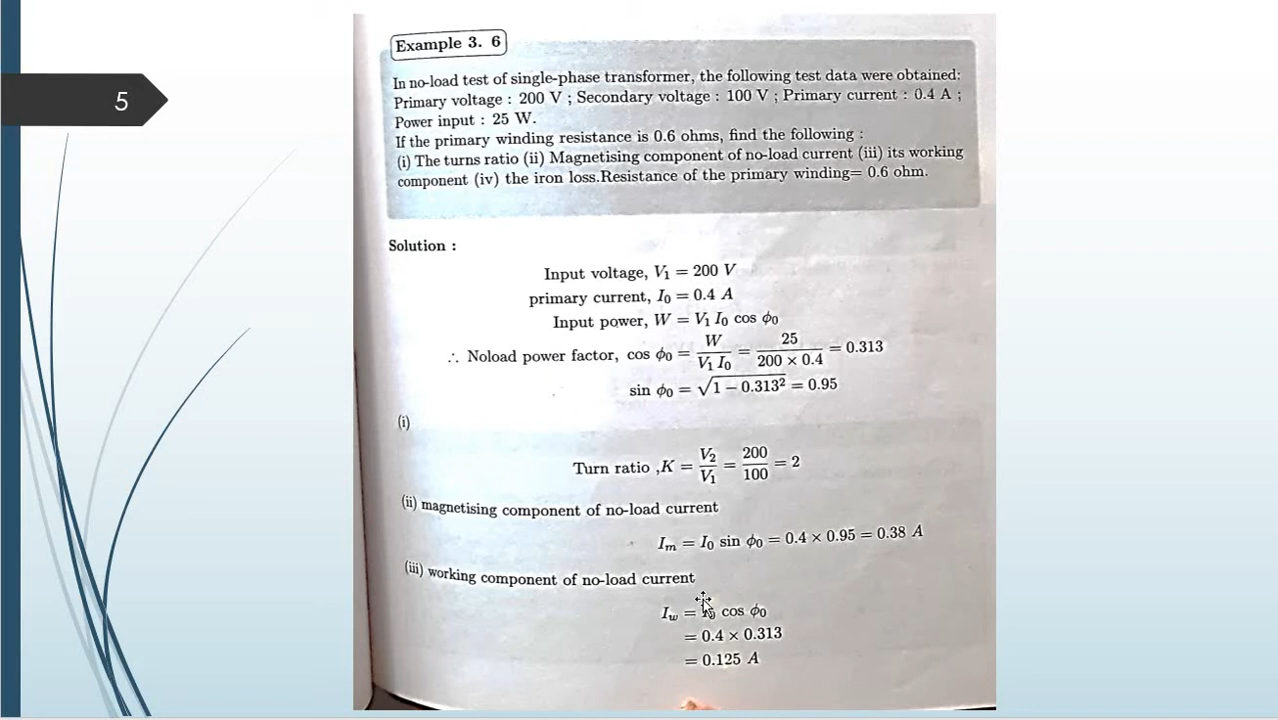 5
Example 3. 6
In no-load test of single-phase transformer, the following test data were obtained:
Primary voltage : 200 V ; Secondary voltage : 100 V ; Primary current : 0.4 A ;
Power input : 25 W.
If the primary winding resistance is 0.6 ohms, find the following :
(i) The turns ratio (ii) Magnetising component of no-load current (iii) its working
component (iv) the iron loss.Resistance of the primary winding= 0.6 ohm.
Solution :
Input voltage, V₁ = 200 V
primary current, I₀ = 0.4 A
Input power, W = V₁ I₀ cos ϕ₀
∴ Noload power factor, cos ϕ₀ = W / V₁ I₀ = 25 / 200 × 0.4 = 0.313
sin ϕ₀ = √1 − 0.313² = 0.95
(i)
Turn ratio ,K = V₂ / V₁ = 200 / 100 = 2
(ii) magnetising component of no-load current
Iₘ = I₀ sin ϕ₀ = 0.4 × 0.95 = 0.38 A
(iii) working component of no-load current
I_w = cos ϕ₀
= 0.4 × 0.313
= 0.125 A